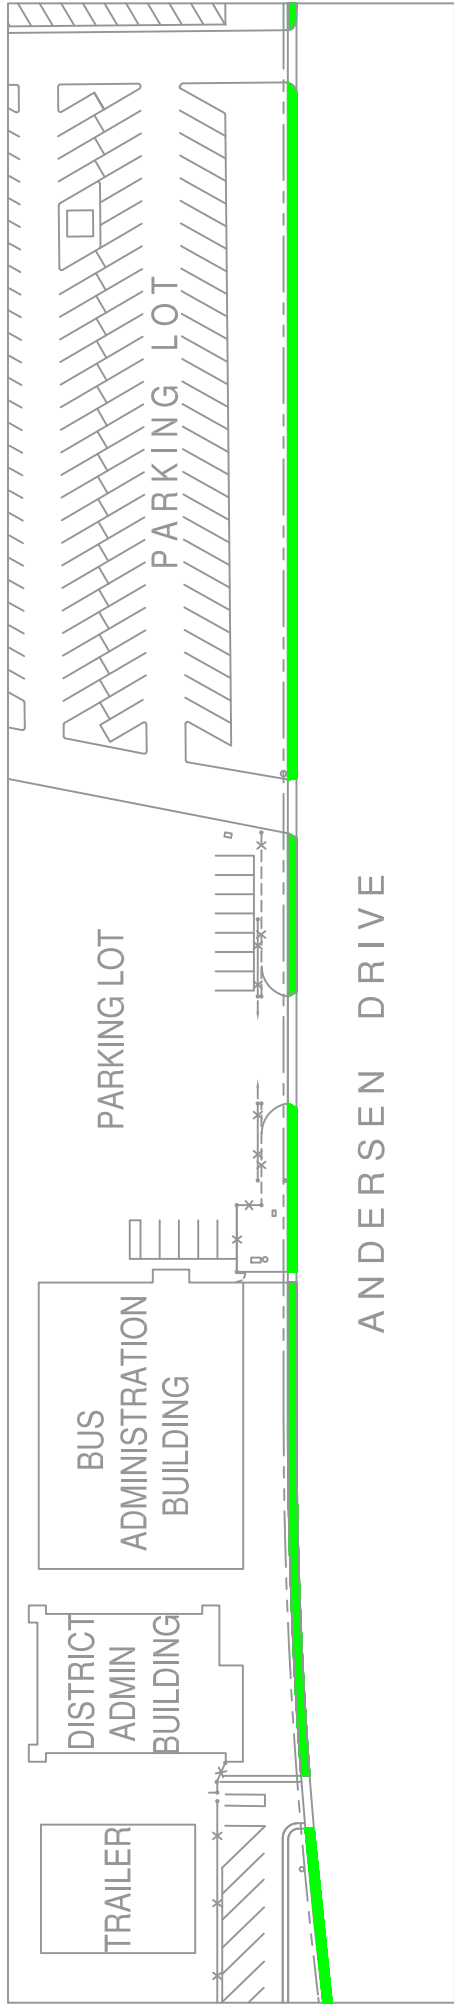 PARKING LOT
PARKING LOT
ANDERSEN DRIVE
BUS
ADMINISTRATION
BUILDING
DISTRICT
ADMIN
BUILDING
TRAILER